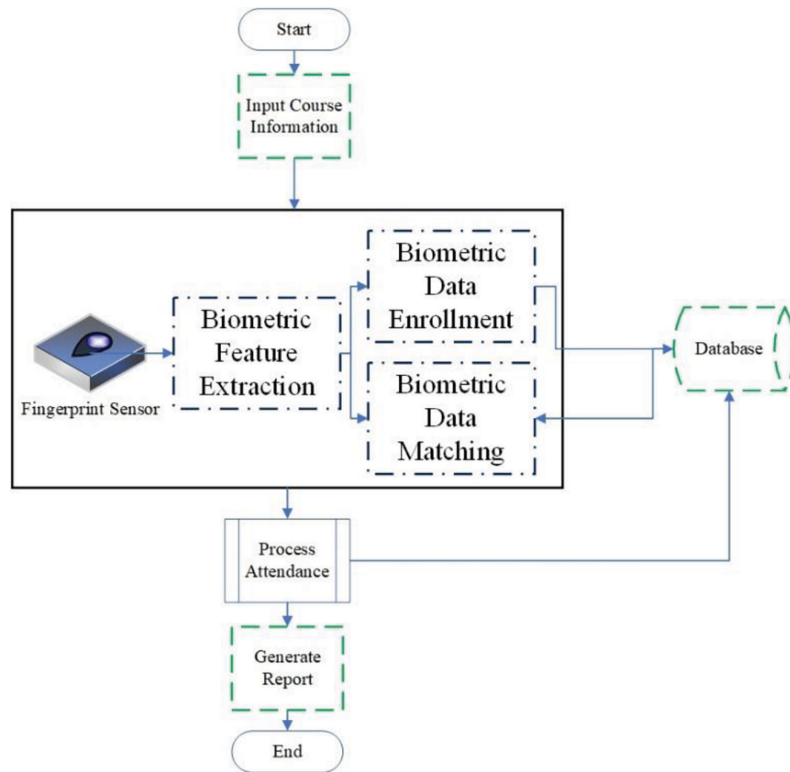 Start
Input Course
Information
Biometric
Data
Enrollment
Biometric
Feature
Extraction
Fingerprint Sensor
Biometric
Data
Matching
Database
Process
Attendance
Generate
Report
End